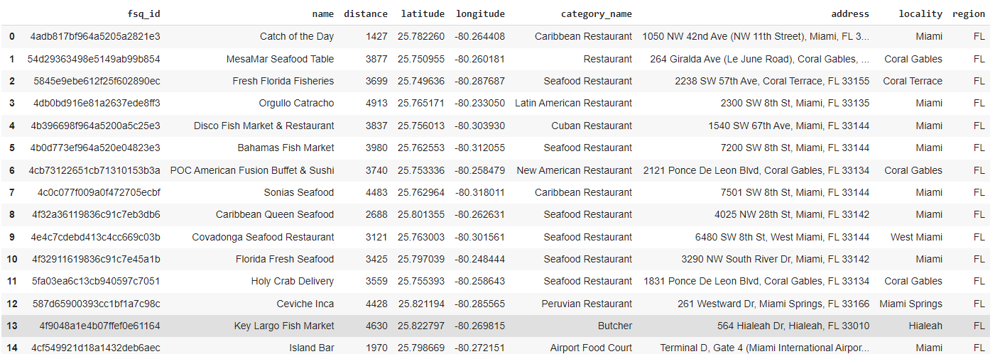 fsq_id name distance latitude longitude category_name address locality region
0 4adb817bf964a5205a2821e3 Catch of the Day 1427 25.782260 -80.264408 Caribbean Restaurant 1050 NW 42nd Ave (NW 11th Street), Miami, FL 3... Miami FL
1 54d29363498e5149ab99b854 MesaMar Seafood Table 3877 25.750955 -80.260181 Restaurant 264 Giralda Ave (Le June Road), Coral Gables, ... Coral Gables FL
2 5845e9ebe612f25f602890ec Fresh Florida Fisheries 3699 25.749636 -80.287687 Seafood Restaurant 2238 SW 57th Ave, Coral Terrace, FL 33155 Coral Terrace FL
3 4db0bd916e81a2637ede8ff3 Orgullo Catracho 4913 25.765171 -80.233050 Latin American Restaurant 2300 SW 8th St, Miami, FL 33135 Miami FL
4 4b396698f964a5200a5c25e3 Disco Fish Market & Restaurant 3837 25.756013 -80.303930 Cuban Restaurant 1540 SW 67th Ave, Miami, FL 33144 Miami FL
5 4b0d773ef964a520e04823e3 Bahamas Fish Market 3980 25.762553 -80.312055 Seafood Restaurant 7200 SW 8th St, Miami, FL 33144 Miami FL
6 4cb73122651cb71310153b3a POC American Fusion Buffet & Sushi 3740 25.753336 -80.258479 New American Restaurant 2121 Ponce De Leon Blvd, Coral Gables, FL 33134 Coral Gables FL
7 4c0c077f009a0f472705ecbf Sonias Seafood 4483 25.762964 -80.318011 Caribbean Restaurant 7501 SW 8th St, Miami, FL 33144 Miami FL
8 4f32a36119836c91c7eb3db6 Caribbean Queen Seafood 2688 25.801355 -80.262631 Seafood Restaurant 4025 NW 28th St, Miami, FL 33142 Miami FL
9 4e4c7cdebd413c4cc669c03b Covadonga Seafood Restaurant 3121 25.763003 -80.301561 Seafood Restaurant 6480 SW 8th St, West Miami, FL 33144 West Miami FL
10 4f32911619836c91c7e45a1b Florida Fresh Seafood 3425 25.797039 -80.248444 Seafood Restaurant 3290 NW South River Dr, Miami, FL 33142 Miami FL
11 5fa03ea6c13cb940597c7051 Holy Crab Delivery 3559 25.755393 -80.258643 Seafood Restaurant 1831 Ponce De Leon Blvd, Coral Gables, FL 33134 Coral Gables FL
12 587d65900393cc1bf1a7c98c Ceviche Inca 4428 25.821194 -80.285565 Peruvian Restaurant 261 Westward Dr, Miami Springs, FL 33166 Miami Springs FL
13 4f9048a1e4b07ffef0e61164 Key Largo Fish Market 4630 25.822797 -80.269815 Butcher 564 Hialeah Dr, Hialeah, FL 33010 Hialeah FL
14 4cf549921d18a1432deb6aec Island Bar 1970 25.798669 -80.272151 Airport Food Court Terminal D, Gate 4 (Miami International Airpor... Miami FL